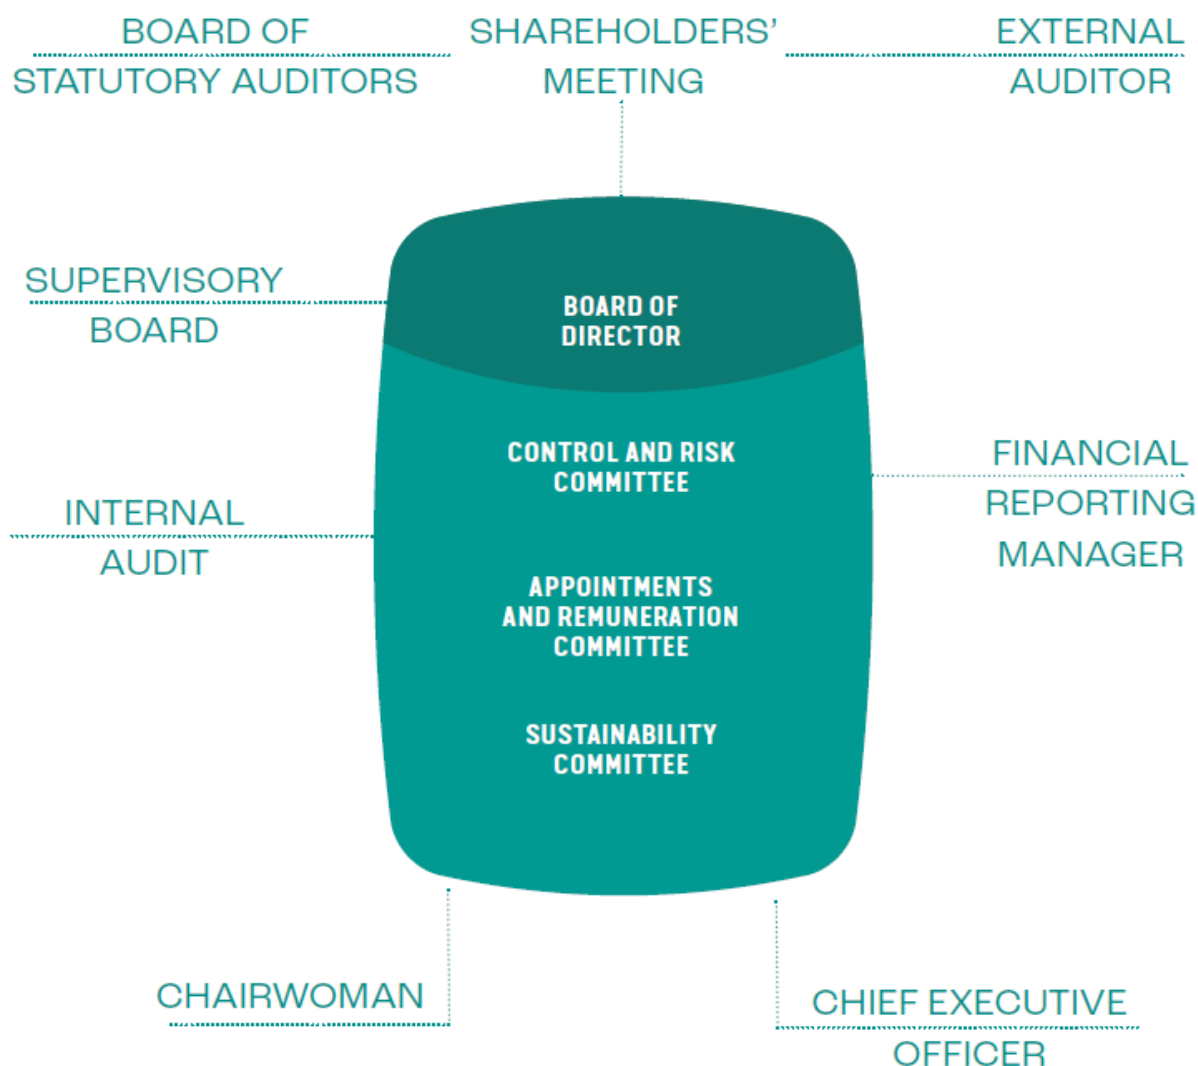 BOARD OF
STATUTORY AUDITORS
SHAREHOLDERS’
MEETING
EXTERNAL
AUDITOR
SUPERVISORY
BOARD
BOARD OF
DIRECTOR
CONTROL AND RISK
COMMITTEE
FINANCIAL
REPORTING
MANAGER
INTERNAL
AUDIT
APPOINTMENTS
AND REMUNERATION
COMMITTEE
SUSTAINABILITY
COMMITTEE
CHAIRWOMAN
CHIEF EXECUTIVE
OFFICER